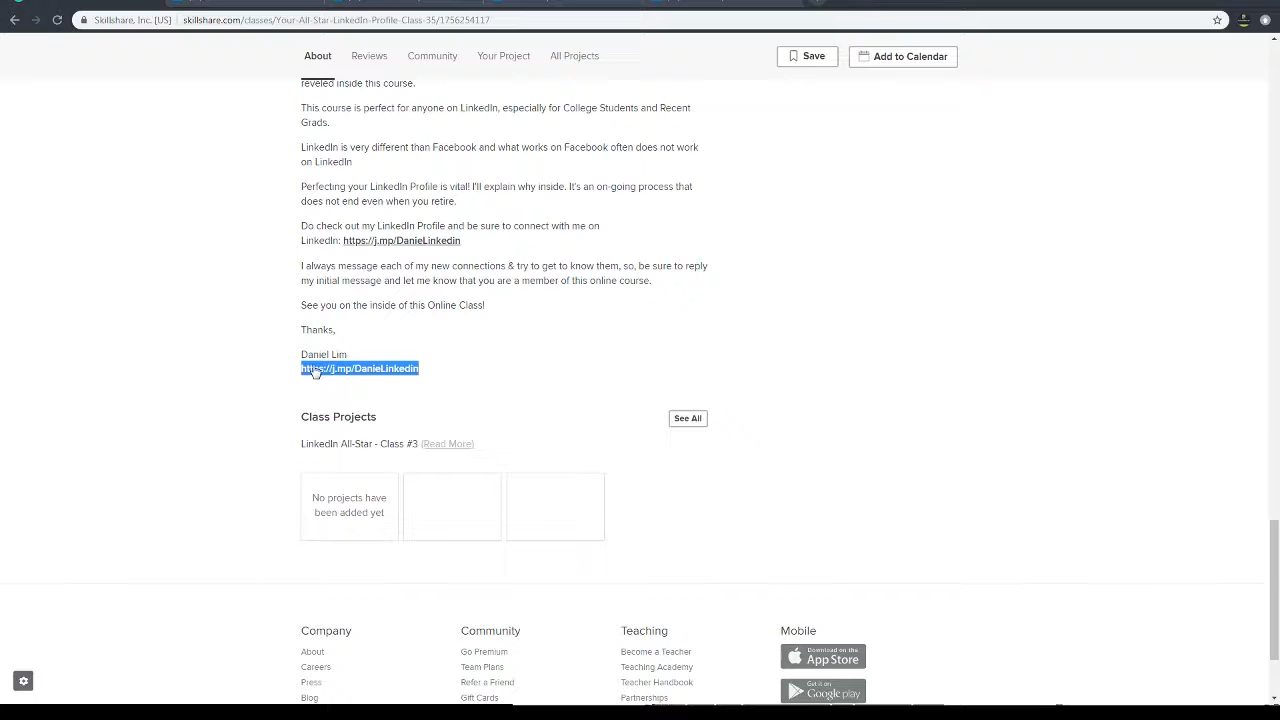 Skillshare, Inc. [US] skillshare.com/classes/Your-All-Star-LinkedIn-Profile-Class-35/1756254117
About Reviews Community Your Project All Projects Save Add to Calendar
reveled inside this course.
This course is perfect for anyone on LinkedIn, especially for College Students and Recent
Grads.
LinkedIn is very different than Facebook and what works on Facebook often does not work
on LinkedIn
Perfecting your LinkedIn Profile is vital! I'll explain why inside. It's an on-going process that
does not end even when you retire.
Do check out my LinkedIn Profile and be sure to connect with me on
LinkedIn: https://j.mp/DanieLinkedin
I always message each of my new connections & try to get to know them, so, be sure to reply
my initial message and let me know that you are a member of this online course.
See you on the inside of this Online Class!
Thanks,
Daniel Lim
https://j.mp/DanieLinkedin
Class Projects See All
LinkedIn All-Star - Class #3 (Read More)
No projects have
been added yet
Company Community Teaching Mobile
About Go Premium Become a Teacher Download on the App Store
Careers Team Plans Teaching Academy
Press Refer a Friend Teacher Handbook Get it on Google play
Blog Gift Cards Partnerships